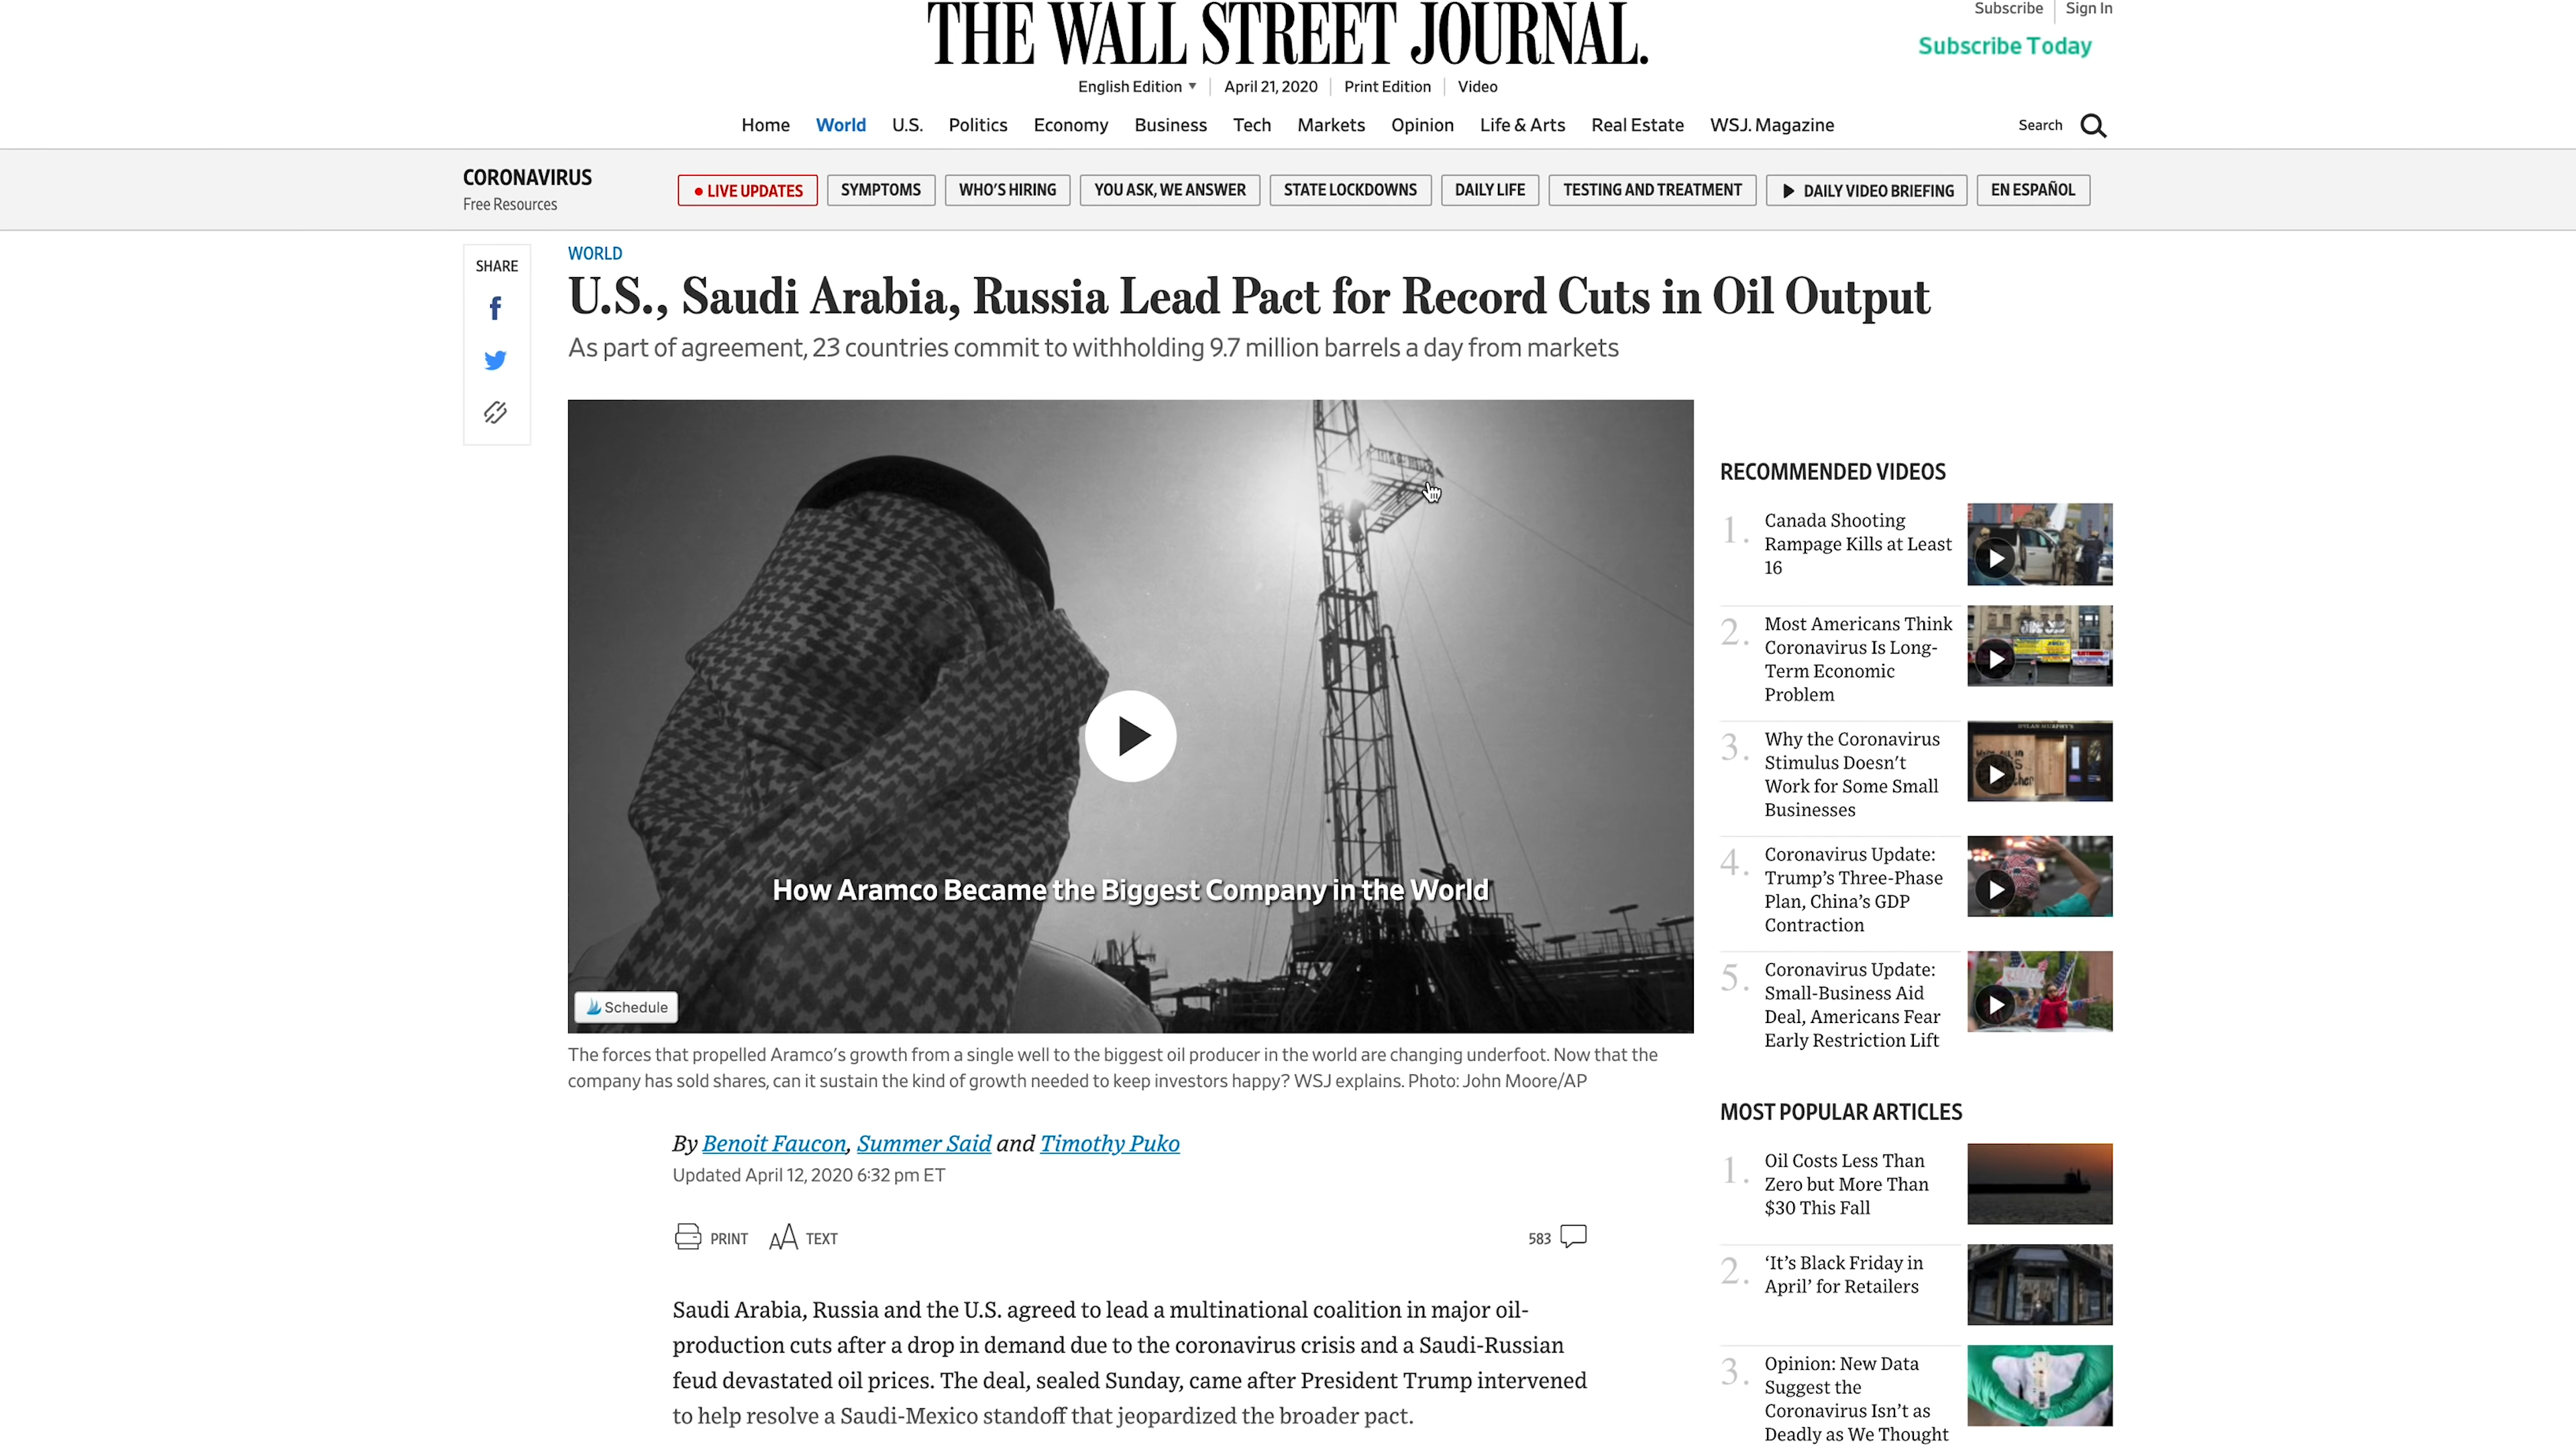 THE WALL STREET JOURNAL.
Subscribe Sign In
Subscribe Today
English Edition April 21, 2020 Print Edition Video
Home World U.S. Politics Economy Business Tech Markets Opinion Life & Arts Real Estate WSJ. Magazine Search
CORONAVIRUS
Free Resources
LIVE UPDATES SYMPTOMS WHO'S HIRING YOU ASK, WE ANSWER STATE LOCKDOWNS DAILY LIFE TESTING AND TREATMENT DAILY VIDEO BRIEFING EN ESPAÑOL
SHARE
WORLD
U.S., Saudi Arabia, Russia Lead Pact for Record Cuts in Oil Output
As part of agreement, 23 countries commit to withholding 9.7 million barrels a day from markets
How Aramco Became the Biggest Company in the World
Schedule
The forces that propelled Aramco's growth from a single well to the biggest oil producer in the world are changing underfoot. Now that the
company has sold shares, can it sustain the kind of growth needed to keep investors happy? WSJ explains. Photo: John Moore/AP
By Benoit Faucon, Summer Said and Timothy Puko
Updated April 12, 2020 6:32 pm ET
PRINT AA TEXT
583
Saudi Arabia, Russia and the U.S. agreed to lead a multinational coalition in major oil-
production cuts after a drop in demand due to the coronavirus crisis and a Saudi-Russian
feud devastated oil prices. The deal, sealed Sunday, came after President Trump intervened
to help resolve a Saudi-Mexico standoff that jeopardized the broader pact.
RECOMMENDED VIDEOS
1. Canada Shooting
Rampage Kills at Least
16
2. Most Americans Think
Coronavirus Is Long-
Term Economic
Problem
3. Why the Coronavirus
Stimulus Doesn't
Work for Some Small
Businesses
4. Coronavirus Update:
Trump's Three-Phase
Plan, China's GDP
Contraction
5. Coronavirus Update:
Small-Business Aid
Deal, Americans Fear
Early Restriction Lift
MOST POPULAR ARTICLES
1. Oil Costs Less Than
Zero but More Than
$30 This Fall
2. 'It's Black Friday in
April' for Retailers
3. Opinion: New Data
Suggest the
Coronavirus Isn't as
Deadly as We Thought